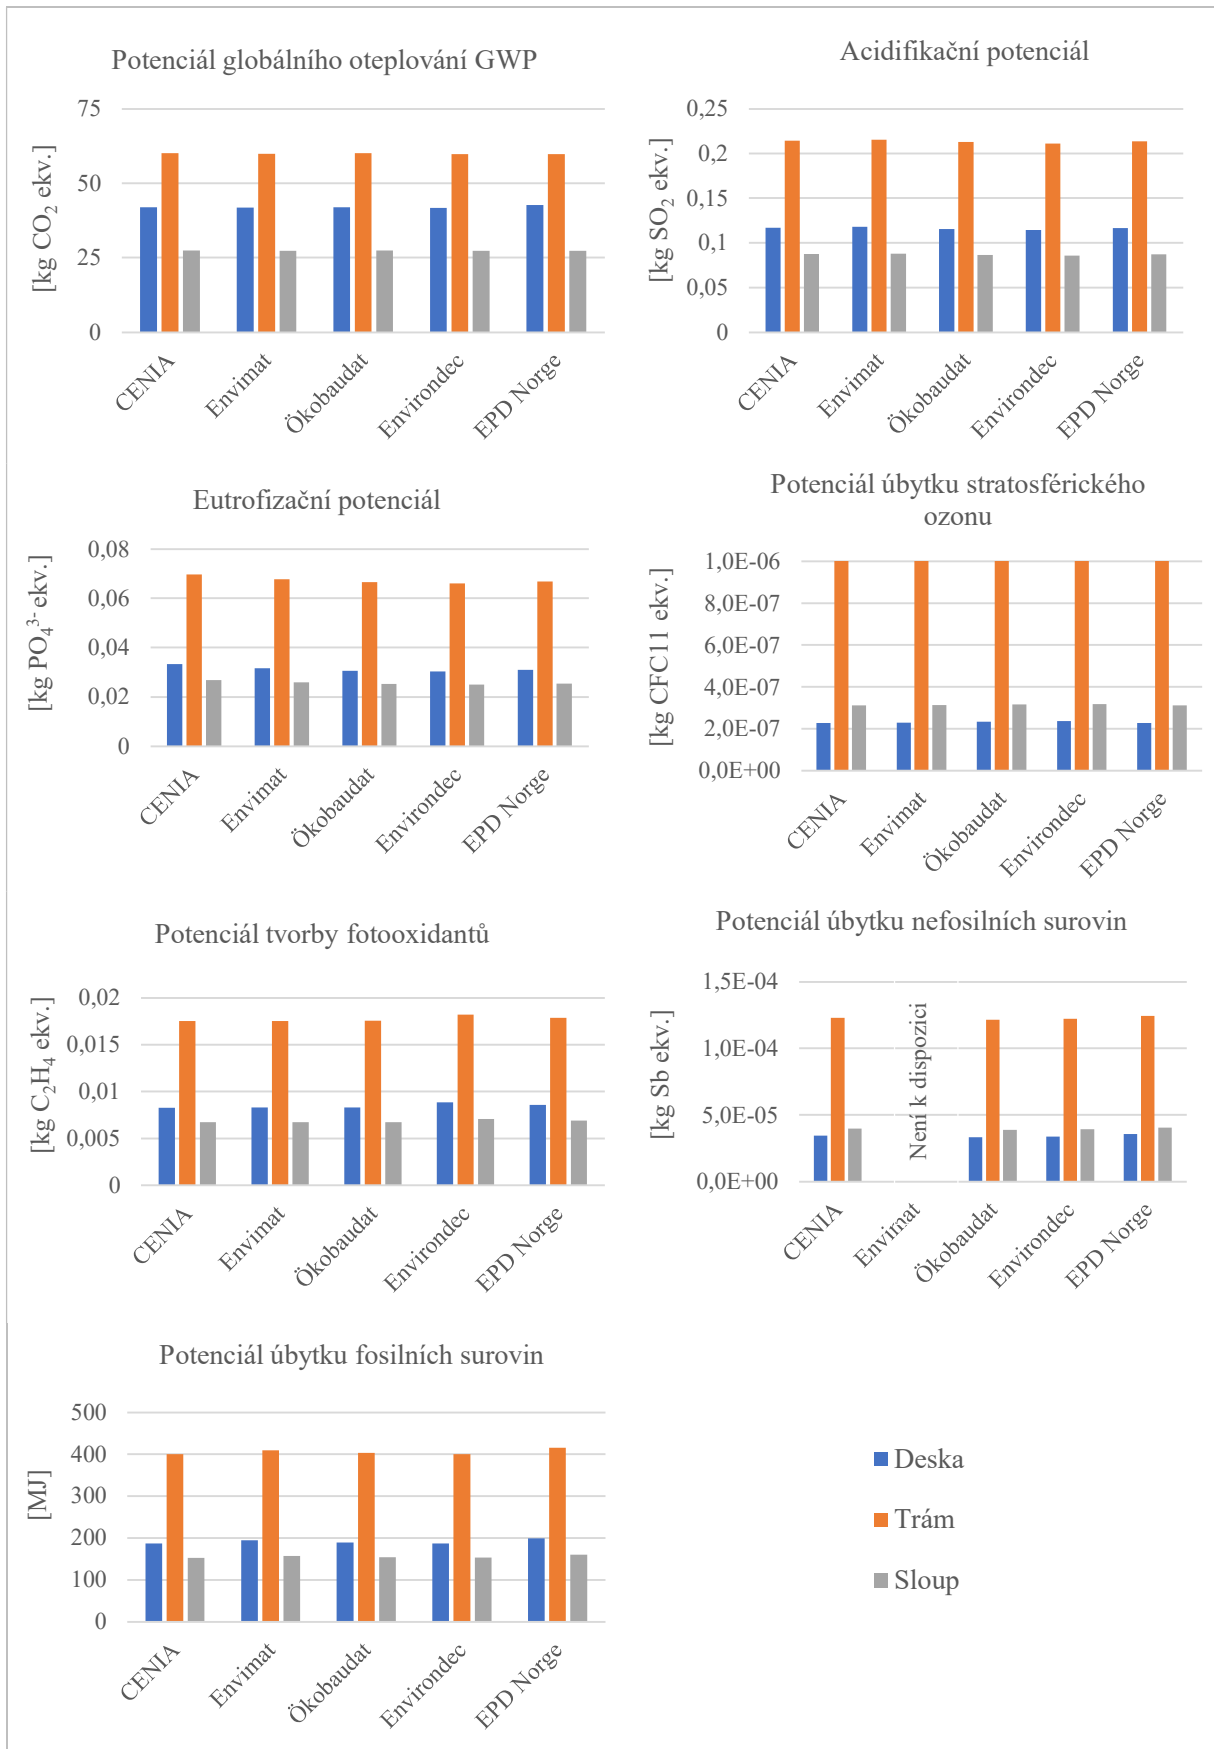 Potenciál globálního oteplování GWP
[kg CO₂ ekv.]
75
50
25
0
CENIA
Envimat
Ökobaudat
Environdec
EPD Norge
Acidifikační potenciál
[kg SO₂ ekv.]
0,25
0,2
0,15
0,1
0,05
0
CENIA
Envimat
Ökobaudat
Environdec
EPD Norge
Eutrofizační potenciál
[kg PO₄³⁻ ekv.]
0,08
0,06
0,04
0,02
0
CENIA
Envimat
Ökobaudat
Environdec
EPD Norge
Potenciál úbytku stratosférického
ozonu
[kg CFC11 ekv.]
1,0E-06
8,0E-07
6,0E-07
4,0E-07
2,0E-07
0,0E+00
CENIA
Envimat
Ökobaudat
Environdec
EPD Norge
Potenciál tvorby fotooxidantů
[kg C₂H₄ ekv.]
0,02
0,015
0,01
0,005
0
CENIA
Envimat
Ökobaudat
Environdec
EPD Norge
Potenciál úbytku nefosilních surovin
[kg Sb ekv.]
1,5E-04
1,0E-04
5,0E-05
0,0E+00
Není k dispozici
CENIA
Envimat
Ökobaudat
Environdec
EPD Norge
Potenciál úbytku fosilních surovin
[MJ]
500
400
300
200
100
0
CENIA
Envimat
Ökobaudat
Environdec
EPD Norge
Deska
Trám
Sloup